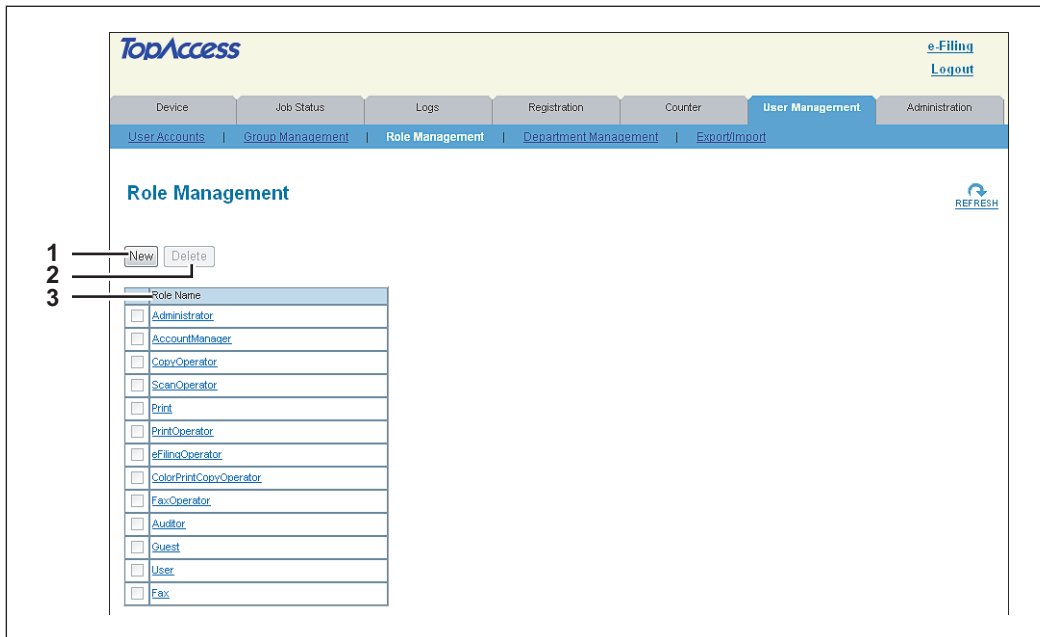 TopAccess
e-Filing
Logout
Device Job Status Logs Registration Counter User Management Administration
User Accounts | Group Management | Role Management | Department Management | Export/Import
Role Management
REFRESH
1
New Delete
2
3
Role Name
Administrator
AccountManager
CopyOperator
ScanOperator
Print
PrintOperator
eFilingOperator
ColorPrintCopyOperator
FaxOperator
Auditor
Guest
User
Fax